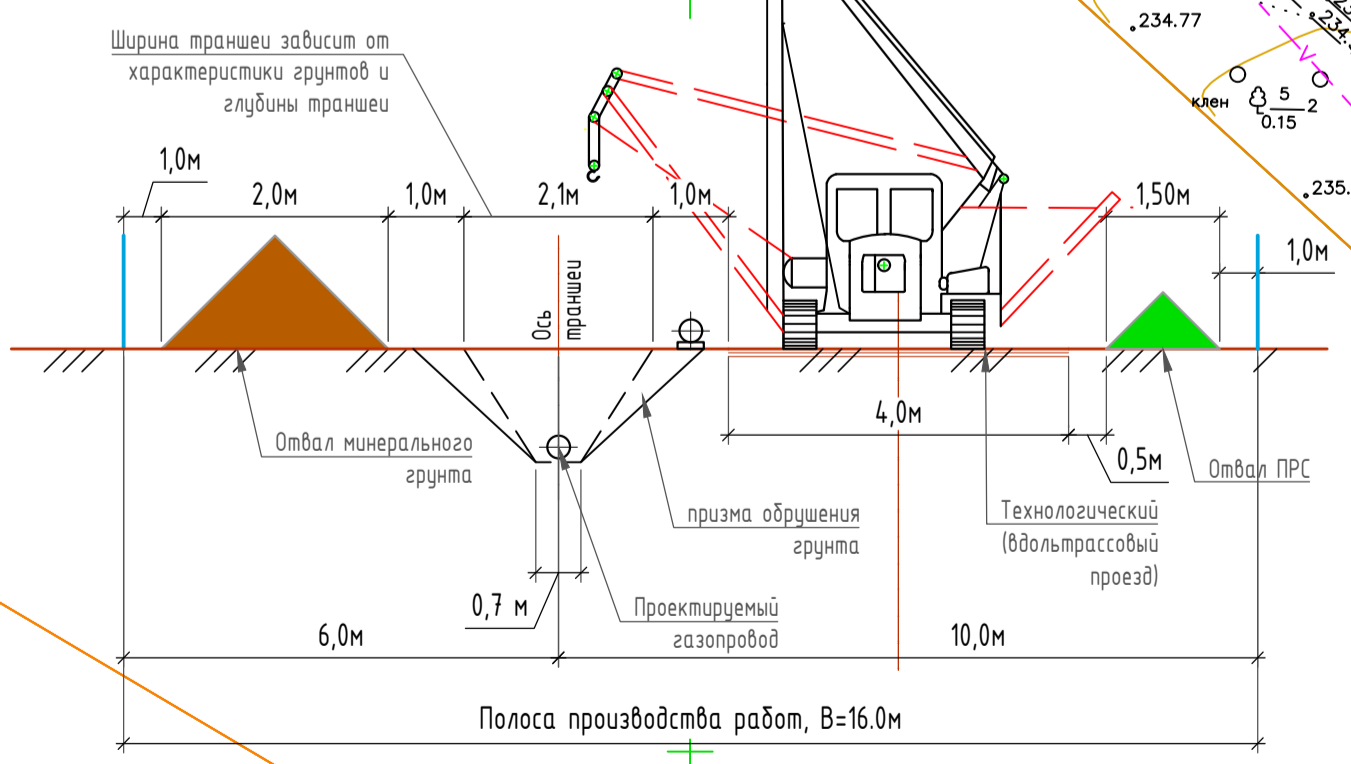 Ширина траншеи зависит от
характеристики грунтов и
глубины траншеи
234.77
клен
5
0.15
2
235.
1,0м
2,0м
1,0м
2,1м
1,0м
1,50м
1,0м
Ось
траншеи
4,0м
0,5м
Отвал минерального
грунта
призма обрушения
грунта
Отвал ПРС
Технологический
(вдольтрассовый
проезд)
0,7 м
Проектируемый
газопровод
6,0м
10,0м
Полоса производства работ, В=16.0м